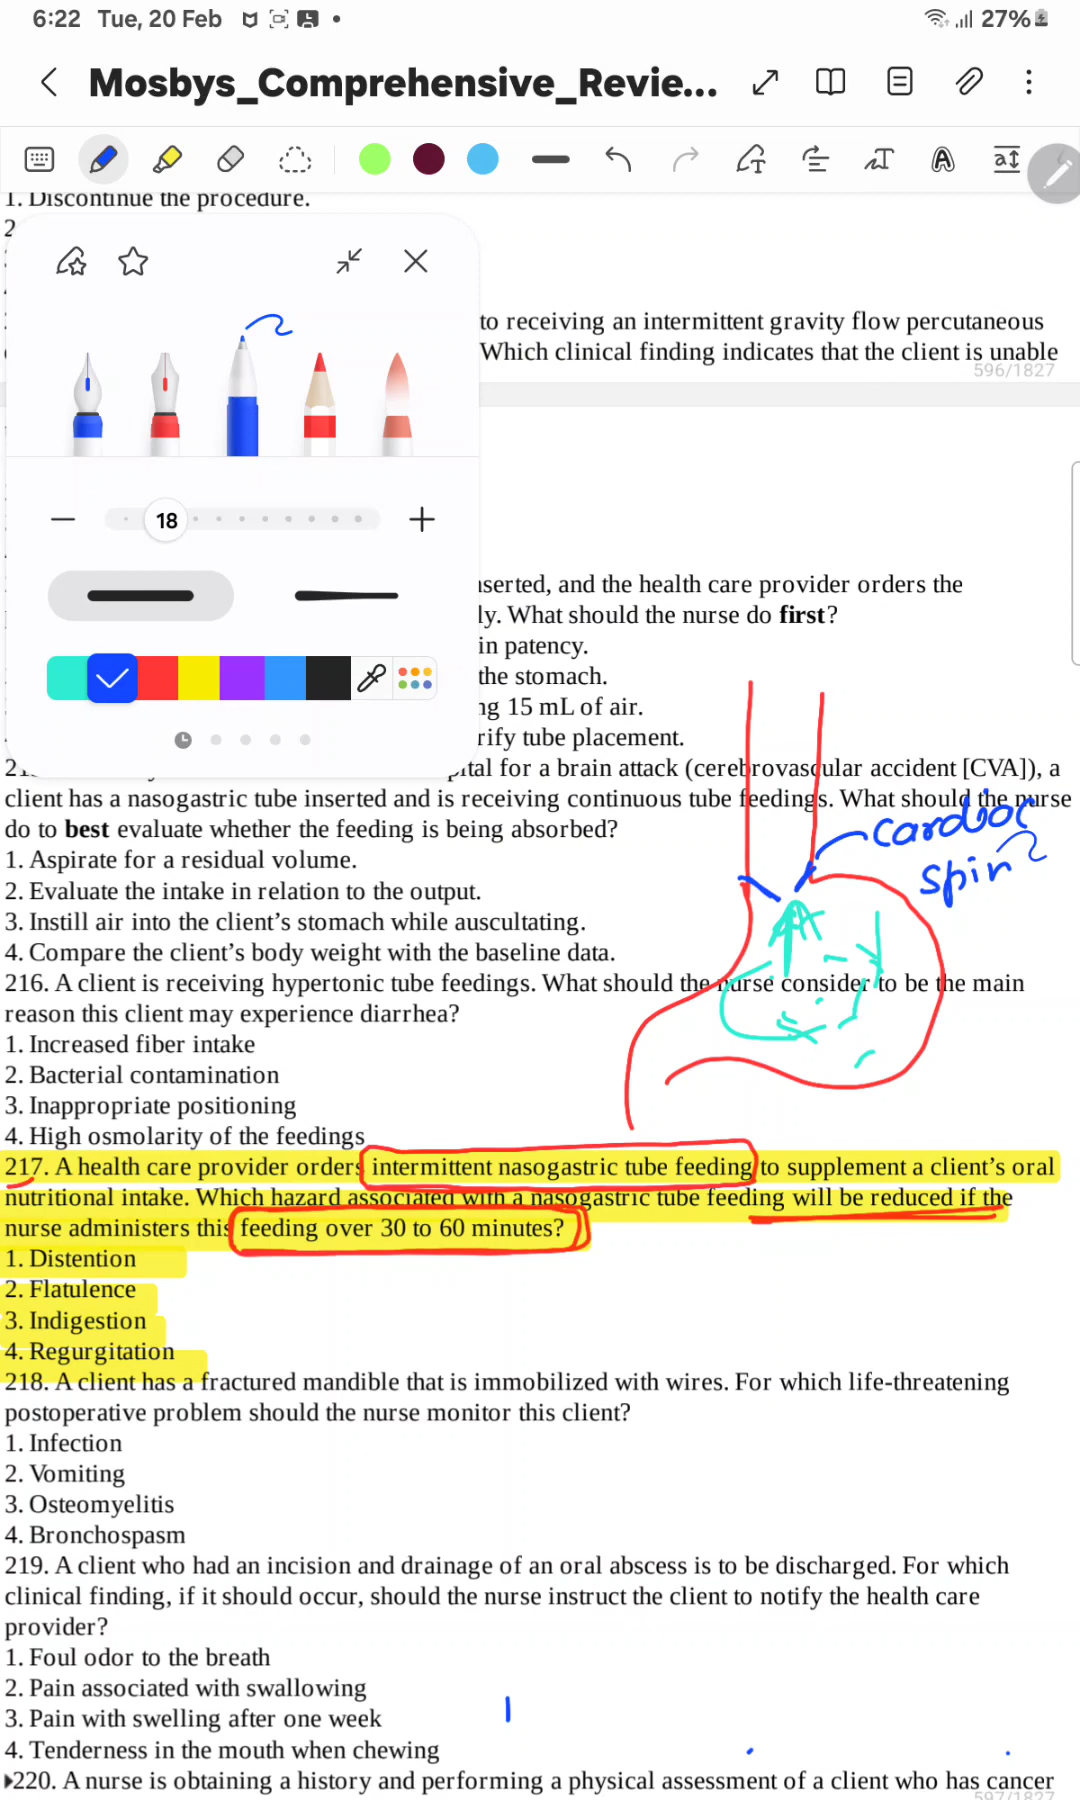 6:22 Tue, 20 Feb
27%
Mosbys_Comprehensive_Revie...
1. Discontinue the procedure.
2
to receiving an intermittent gravity flow percutaneous
Which clinical finding indicates that the client is unable
596/1827
18
nserted, and the health care provider orders the
ly. What should the nurse do first?
in patency.
the stomach.
ng 15 mL of air.
rify tube placement.
pital for a brain attack (cerebrovascular accident [CVA]), a
client has a nasogastric tube inserted and is receiving continuous tube feedings. What should the nurse
do to best evaluate whether the feeding is being absorbed?
cardiac
1. Aspirate for a residual volume.
spin
2. Evaluate the intake in relation to the output.
3. Instill air into the client’s stomach while auscultating.
4. Compare the client’s body weight with the baseline data.
216. A client is receiving hypertonic tube feedings. What should the nurse consider to be the main
reason this client may experience diarrhea?
1. Increased fiber intake
2. Bacterial contamination
3. Inappropriate positioning
4. High osmolarity of the feedings
217. A health care provider orders intermittent nasogastric tube feeding to supplement a client’s oral
nutritional intake. Which hazard associated with a nasogastric tube feeding will be reduced if the
nurse administers this feeding over 30 to 60 minutes?
1. Distention
2. Flatulence
3. Indigestion
4. Regurgitation
218. A client has a fractured mandible that is immobilized with wires. For which life-threatening
postoperative problem should the nurse monitor this client?
1. Infection
2. Vomiting
3. Osteomyelitis
4. Bronchospasm
219. A client who had an incision and drainage of an oral abscess is to be discharged. For which
clinical finding, if it should occur, should the nurse instruct the client to notify the health care
provider?
1. Foul odor to the breath
2. Pain associated with swallowing
3. Pain with swelling after one week
4. Tenderness in the mouth when chewing
220. A nurse is obtaining a history and performing a physical assessment of a client who has cancer
597/1827